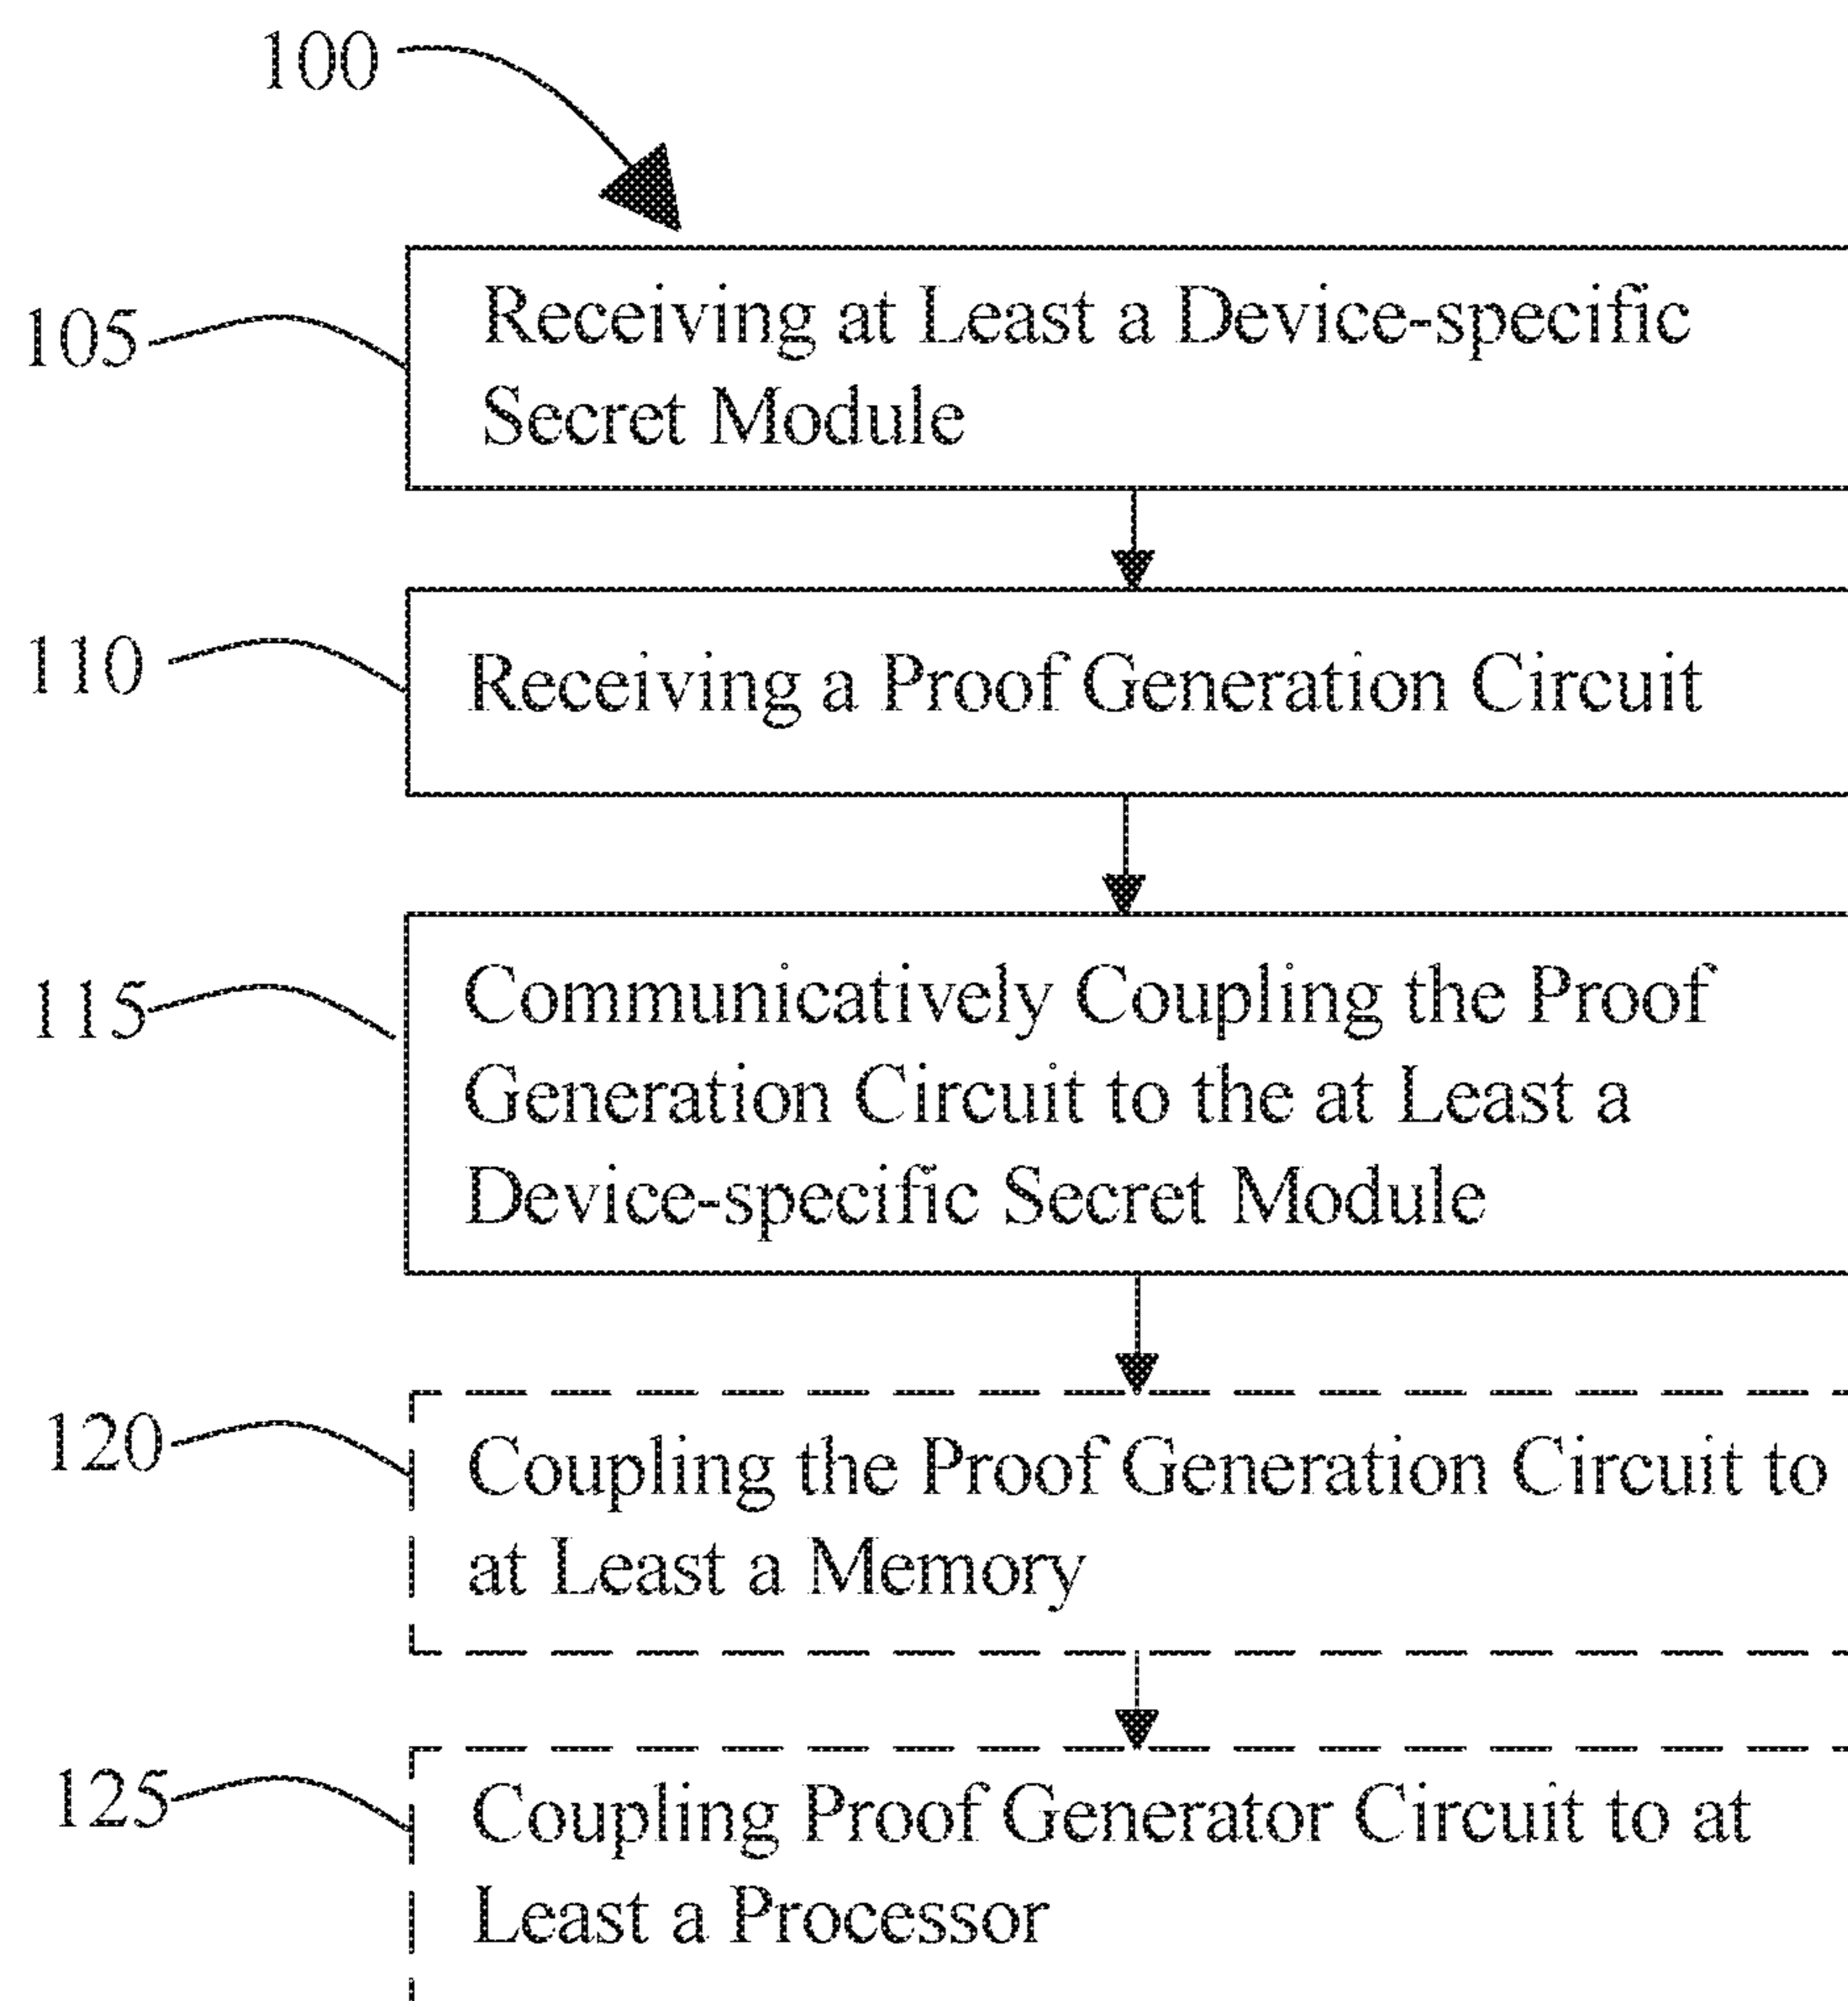 100
105
Receiving at Least a Device-specific
Secret Module
110
Receiving a Proof Generation Circuit
115
Communicatively Coupling the Proof
Generation Circuit to the at Least a
Device-specific Secret Module
120
Coupling the Proof Generation Circuit to
at Least a Memory
125
Coupling Proof Generator Circuit to at
Least a Processor